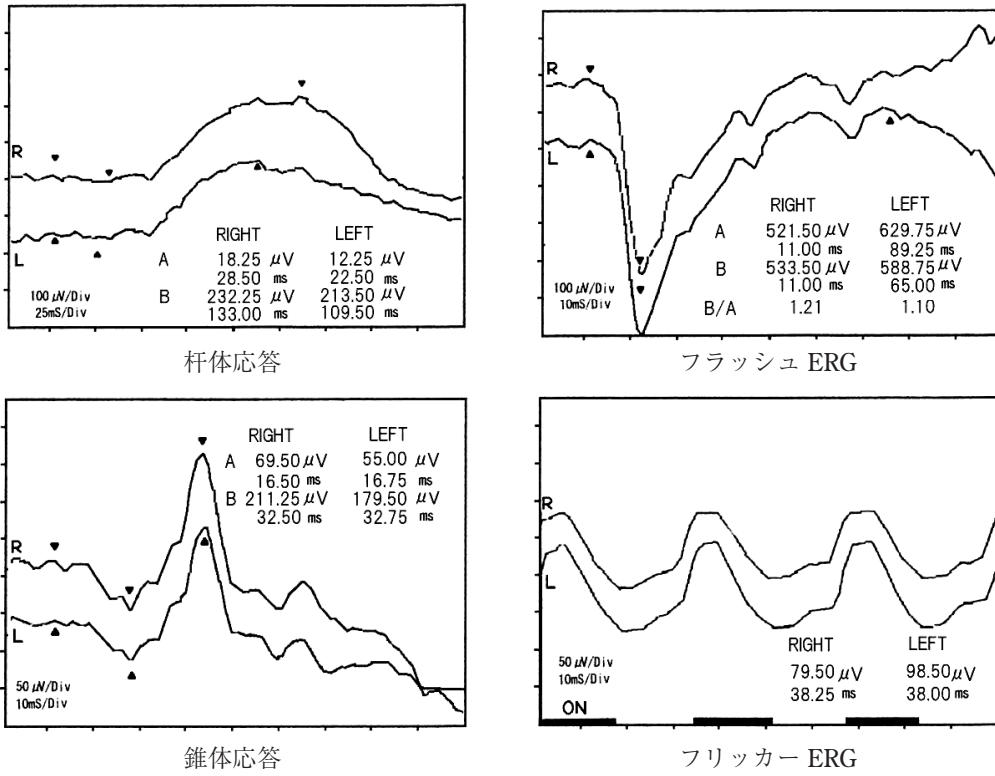 R
L
RIGHT LEFT
A 18.25 μV 12.25 μV
28.50 ms 22.50 ms
B 232.25 μV 213.50 μV
133.00 ms 109.50 ms
100 μV/Div
25mS/Div
杆体応答
R
L
RIGHT LEFT
A 521.50 μV 629.75 μV
11.00 ms 89.25 ms
B 533.50 μV 588.75 μV
11.00 ms 65.00 ms
B/A 1.21 1.10
100 μV/Div
10mS/Div
フラッシュ ERG
RIGHT LEFT
A 69.50 μV 55.00 μV
16.50 ms 16.75 ms
B 211.25 μV 179.50 μV
32.50 ms 32.75 ms
R
L
50 μV/Div
10mS/Div
錐体応答
R
L
RIGHT LEFT
79.50 μV 98.50 μV
38.25 ms 38.00 ms
50 μV/Div
10mS/Div
ON
フリッカー ERG